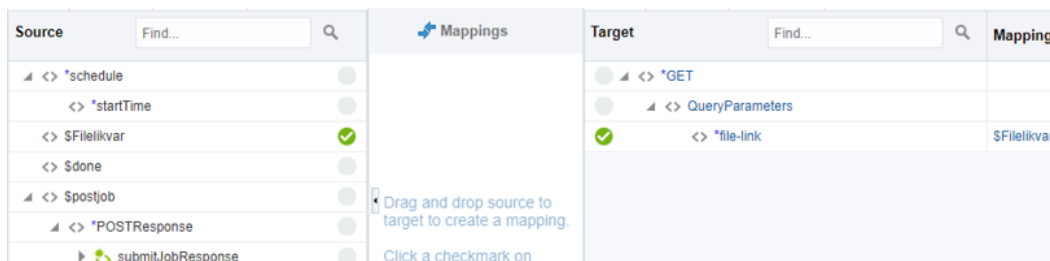 Source Find... Mappings Target Find... Mapping
*schedule *GET
*startTime QueryParameters
$Filelikvar *file-link $Filelikvar
$done
$postjob
Drag and drop source to
target to create a mapping.
*POSTResponse
submitJobResponse
Click a checkmark on